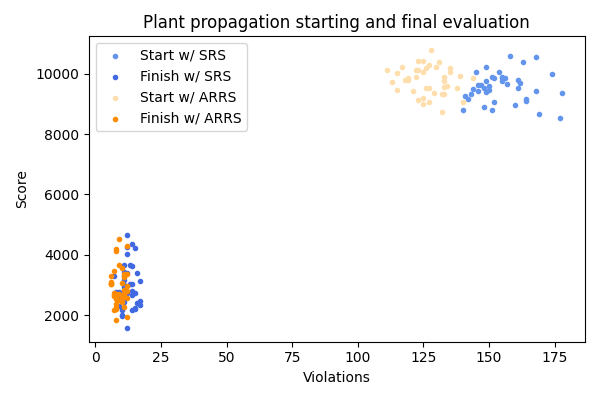 Plant propagation starting and final evaluation
Start w/ SRS
Finish w/ SRS
Start w/ ARRS
Finish w/ ARRS
Score
10000
8000
6000
4000
2000
0 25 50 75 100 125 150 175
Violations